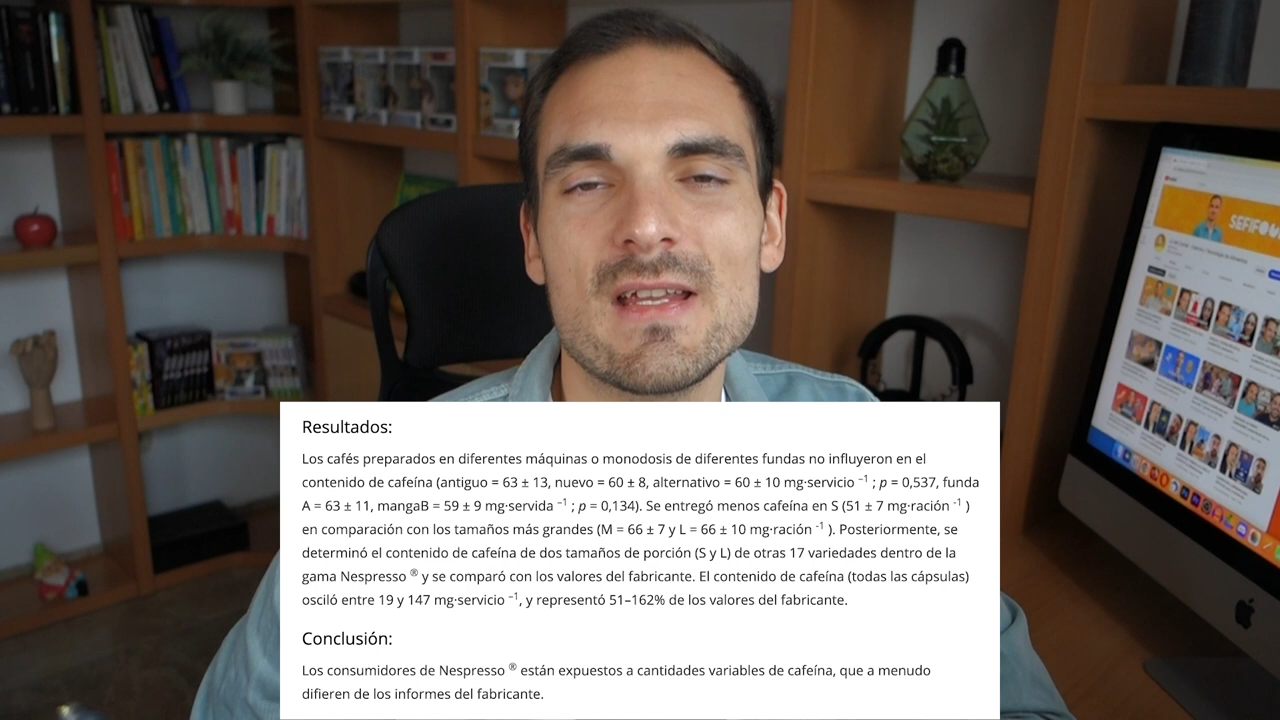 SEFIFOOD
Resultados:
Los cafés preparados en diferentes máquinas o monodosis de diferentes fundas no influyeron en el
contenido de cafeína (antiguo = 63 ± 13, nuevo = 60 ± 8, alternativo = 60 ± 10 mg·servicio ⁻¹ ; p = 0,537, funda
A = 63 ± 11, mangaB = 59 ± 9 mg·servida ⁻¹ ; p = 0,134). Se entregó menos cafeína en S (51 ± 7 mg·ración ⁻¹ )
en comparación con los tamaños más grandes (M = 66 ± 7 y L = 66 ± 10 mg·ración ⁻¹ ). Posteriormente, se
determinó el contenido de cafeína de dos tamaños de porción (S y L) de otras 17 variedades dentro de la
gama Nespresso ® y se comparó con los valores del fabricante. El contenido de cafeína (todas las cápsulas)
osciló entre 19 y 147 mg·servicio ⁻¹, y representó 51–162% de los valores del fabricante.
Conclusión:
Los consumidores de Nespresso ® están expuestos a cantidades variables de cafeína, que a menudo
difieren de los informes del fabricante.